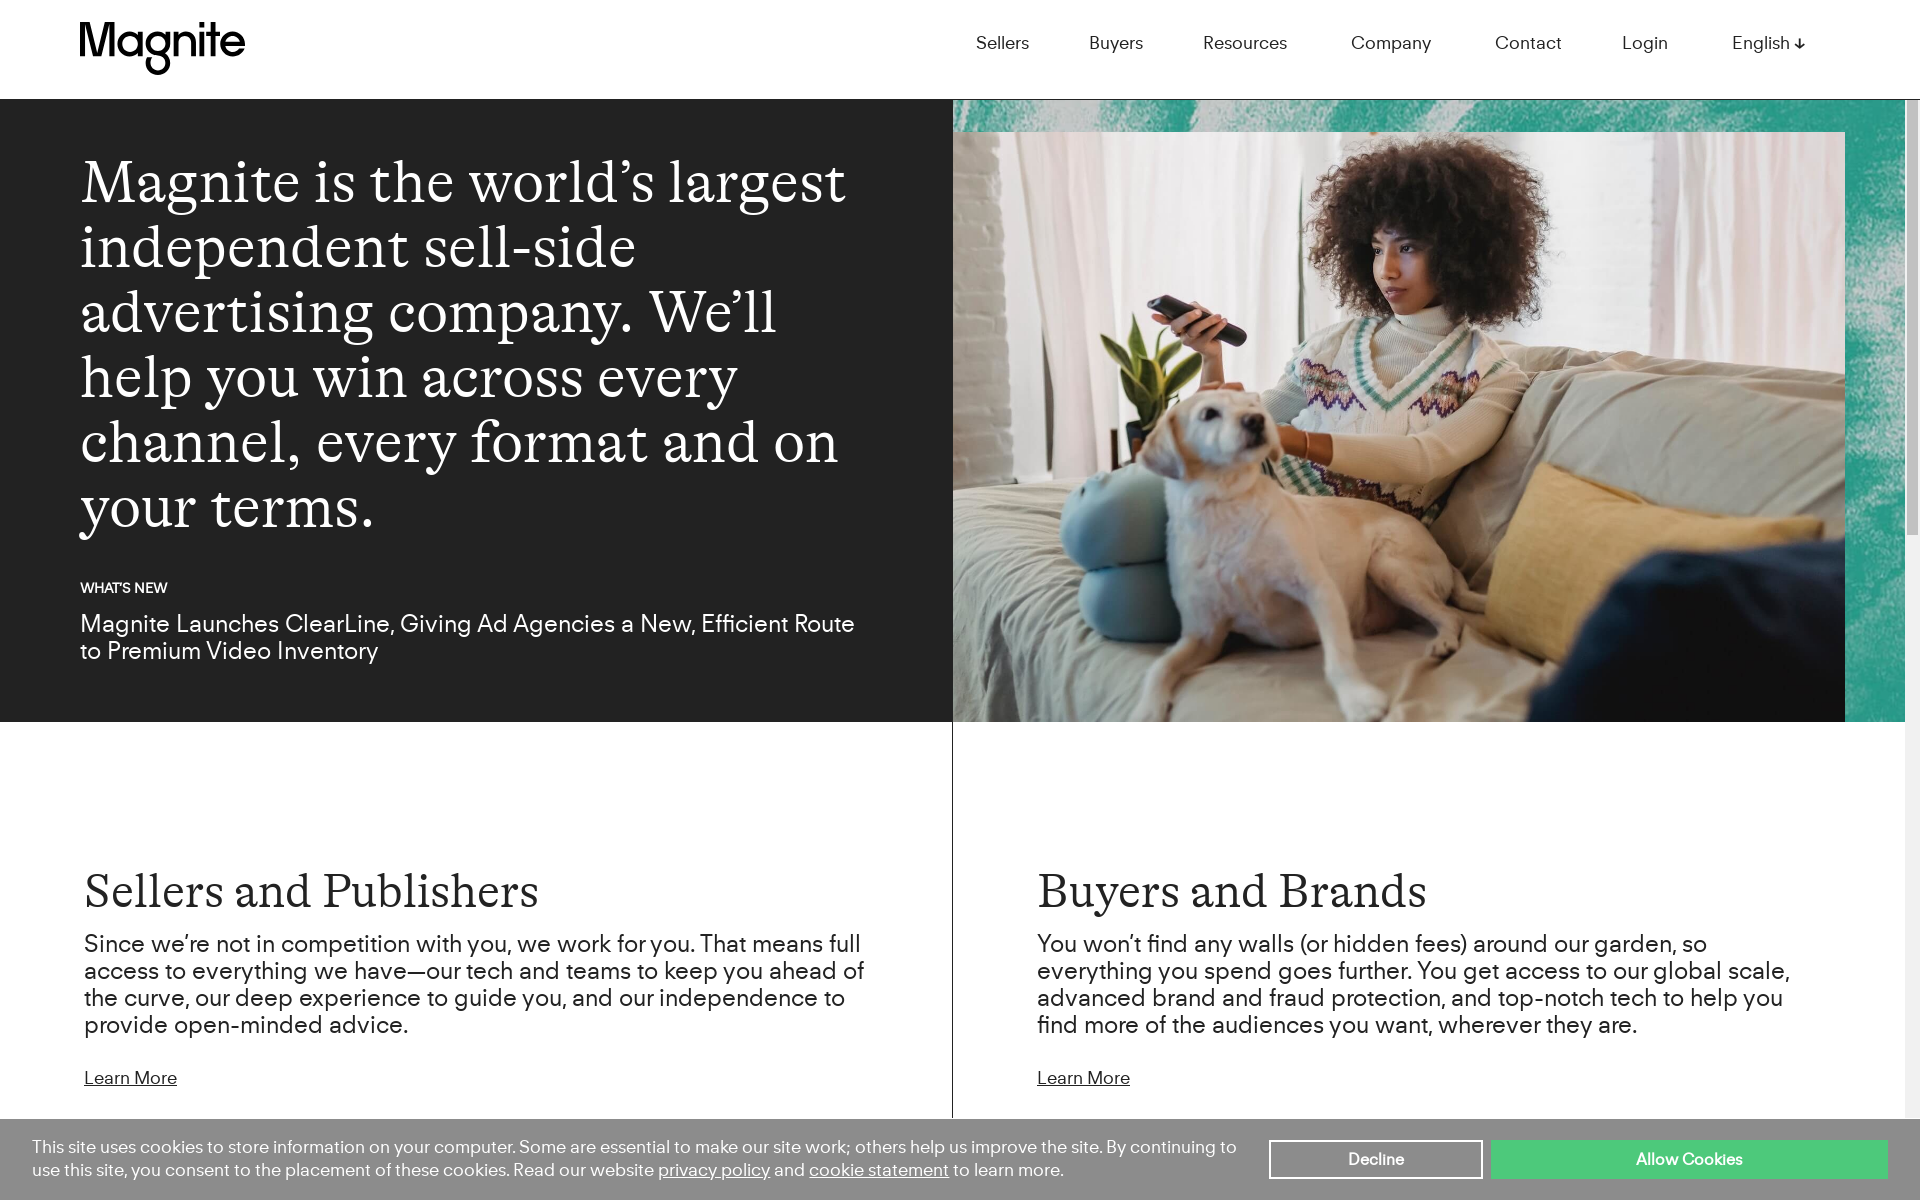 Magnite
Sellers
Buyers
Resources
Company
Contact
Login
English
Magnite is the world’s largest
independent sell-side
advertising company. We’ll
help you win across every
channel, every format and on
your terms.
WHAT'S NEW
Magnite Launches ClearLine, Giving Ad Agencies a New, Efficient Route
to Premium Video Inventory
Sellers and Publishers
Since we’re not in competition with you, we work for you. That means full
access to everything we have—our tech and teams to keep you ahead of
the curve, our deep experience to guide you, and our independence to
provide open-minded advice.
Learn More
Buyers and Brands
You won’t find any walls (or hidden fees) around our garden, so
everything you spend goes further. You get access to our global scale,
advanced brand and fraud protection, and top-notch tech to help you
find more of the audiences you want, wherever they are.
Learn More
This site uses cookies to store information on your computer. Some are essential to make our site work; others help us improve the site. By continuing to
use this site, you consent to the placement of these cookies. Read our website privacy policy and cookie statement to learn more.
Decline
Allow Cookies